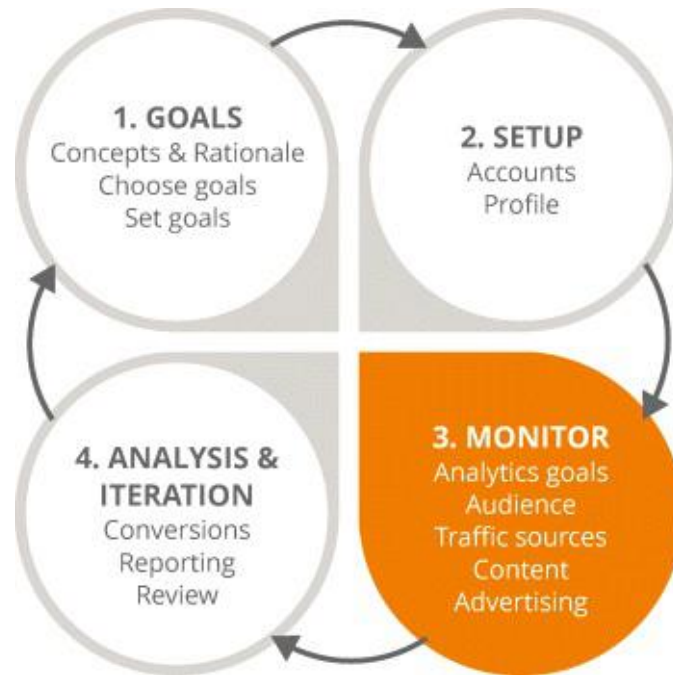 1. GOALS
Concepts & Rationale
Choose goals
Set goals
2. SETUP
Accounts
Profile
3. MONITOR
Analytics goals
Audience
Traffic sources
Content
Advertising
4. ANALYSIS &
ITERATION
Conversions
Reporting
Review